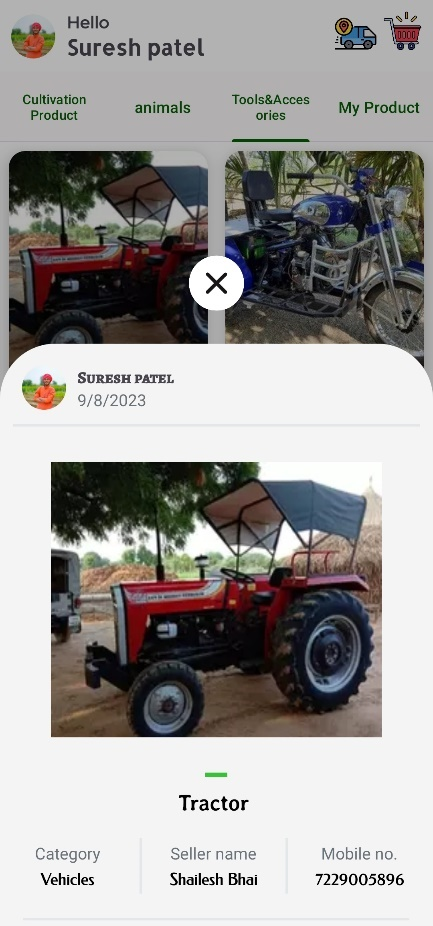 Hello
Suresh patel
Cultivation
Product
animals
Tools&Acces
ories
My Product
Suresh patel
9/8/2023
Tractor
Category
Seller name
Mobile no.
Vehicles
Shailesh Bhai
7229005896